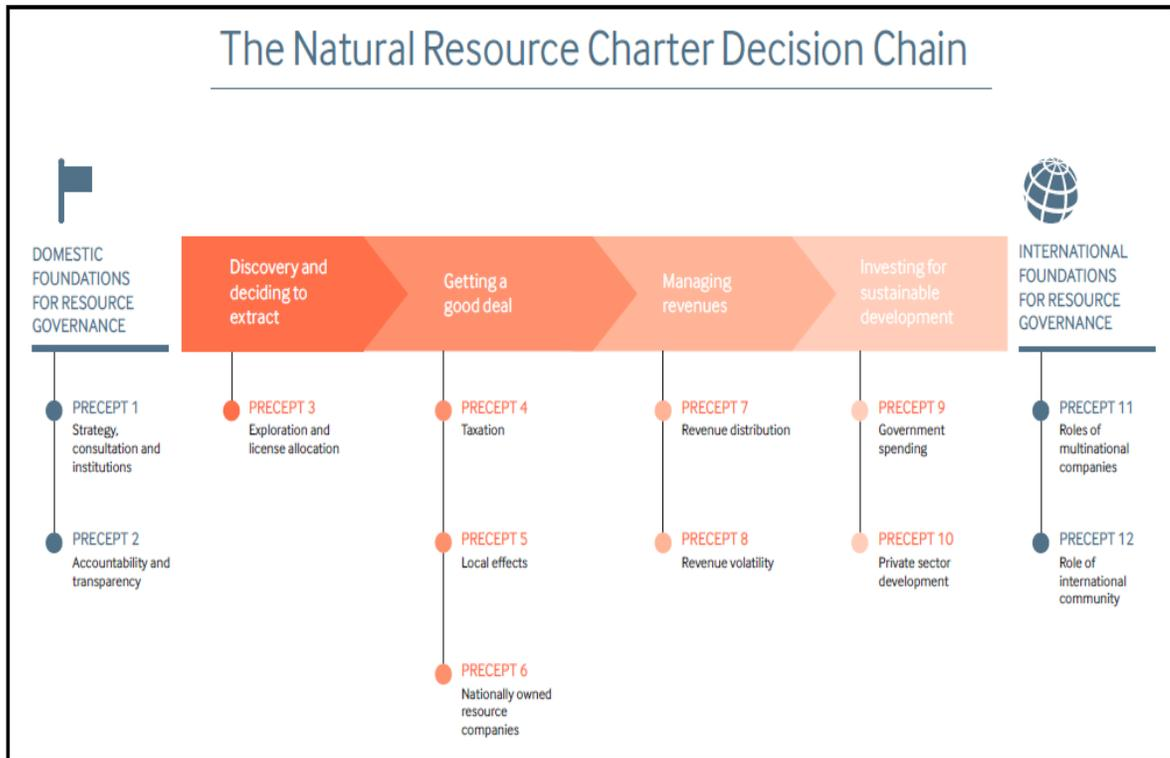 The Natural Resource Charter Decision Chain
DOMESTIC
FOUNDATIONS
FOR RESOURCE
GOVERNANCE
PRECEPT 1
Strategy,
consultation and
institutions
PRECEPT 2
Accountability and
transparency
Discovery and
deciding to
extract
PRECEPT 3
Exploration and
license allocation
Getting a
good deal
PRECEPT 4
Taxation
PRECEPT 5
Local effects
PRECEPT 6
Nationally owned
resource
companies
Managing
revenues
PRECEPT 7
Revenue distribution
PRECEPT 8
Revenue volatility
Investing for
sustainable
development
PRECEPT 9
Government
spending
PRECEPT 10
Private sector
development
INTERNATIONAL
FOUNDATIONS
FOR RESOURCE
GOVERNANCE
PRECEPT 11
Roles of
multinational
companies
PRECEPT 12
Role of
international
community